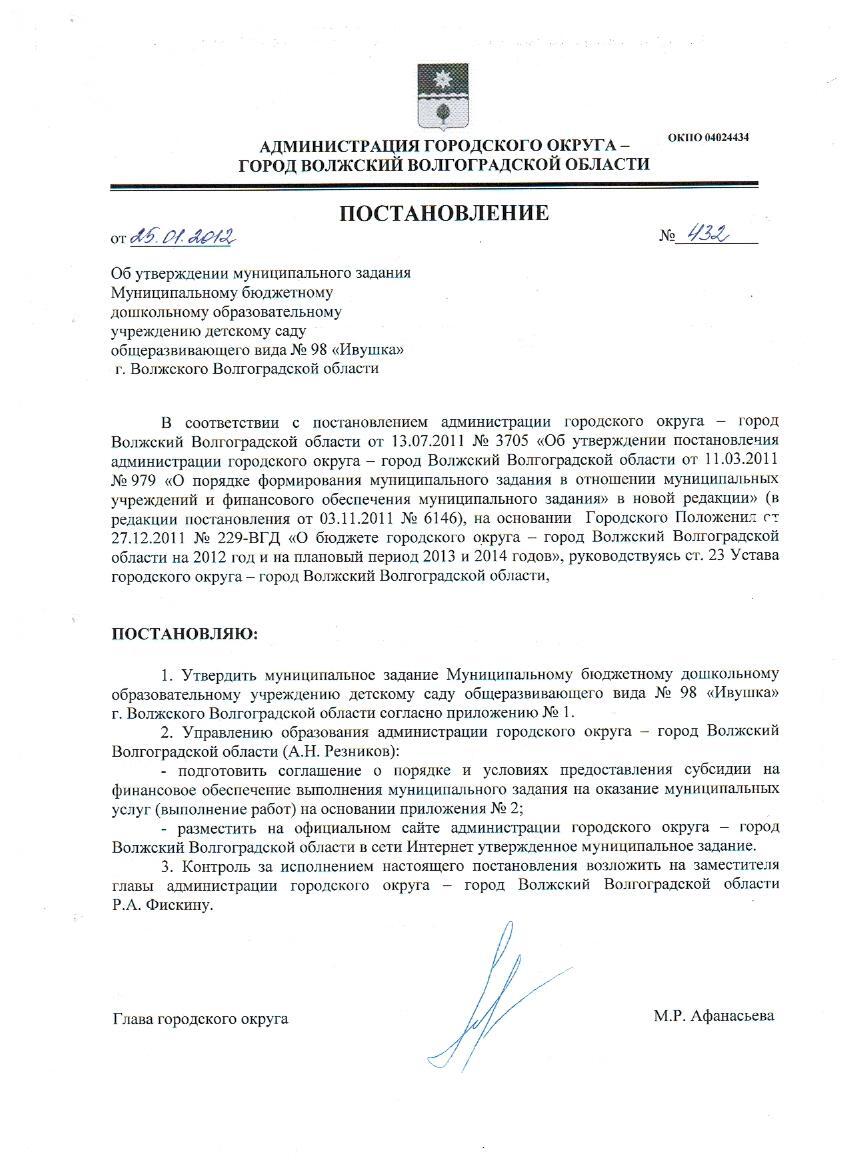 ОКПО 04024434
АДМИНИСТРАЦИЯ ГОРОДСКОГО ОКРУГА –
ГОРОД ВОЛЖСКИЙ ВОЛГОГРАДСКОЙ ОБЛАСТИ
ПОСТАНОВЛЕНИЕ
от 25.01.2012 № 432
Об утверждении муниципального задания
Муниципальному бюджетному
дошкольному образовательному
учреждению детскому саду
общеразвивающего вида № 98 «Ивушка»
г. Волжского Волгоградской области
В соответствии с постановлением администрации городского округа – город
Волжский Волгоградской области от 13.07.2011 № 3705 «Об утверждении постановления
администрации городского округа – город Волжский Волгоградской области от 11.03.2011
№ 979 «О порядке формирования муниципального задания в отношении муниципальных
учреждений и финансового обеспечения муниципального задания» в новой редакции» (в
редакции постановления от 03.11.2011 № 6146), на основании Городского Положения от
27.12.2011 № 229-ВГД «О бюджете городского округа – город Волжский Волгоградской
области на 2012 год и на плановый период 2013 и 2014 годов», руководствуясь ст. 23 Устава
городского округа – город Волжский Волгоградской области,
ПОСТАНОВЛЯЮ:
1. Утвердить муниципальное задание Муниципальному бюджетному дошкольному
образовательному учреждению детскому саду общеразвивающего вида № 98 «Ивушка»
г. Волжского Волгоградской области согласно приложению № 1.
2. Управлению образования администрации городского округа – город Волжский
Волгоградской области (А.Н. Резников):
- подготовить соглашение о порядке и условиях предоставления субсидии на
финансовое обеспечение выполнения муниципального задания на оказание муниципальных
услуг (выполнение работ) на основании приложения № 2;
- разместить на официальном сайте администрации городского округа – город
Волжский Волгоградской области в сети Интернет утвержденное муниципальное задание.
3. Контроль за исполнением настоящего постановления возложить на заместителя
главы администрации городского округа – город Волжский Волгоградской области
Р.А. Фискину.
Глава городского округа М.Р. Афанасьева